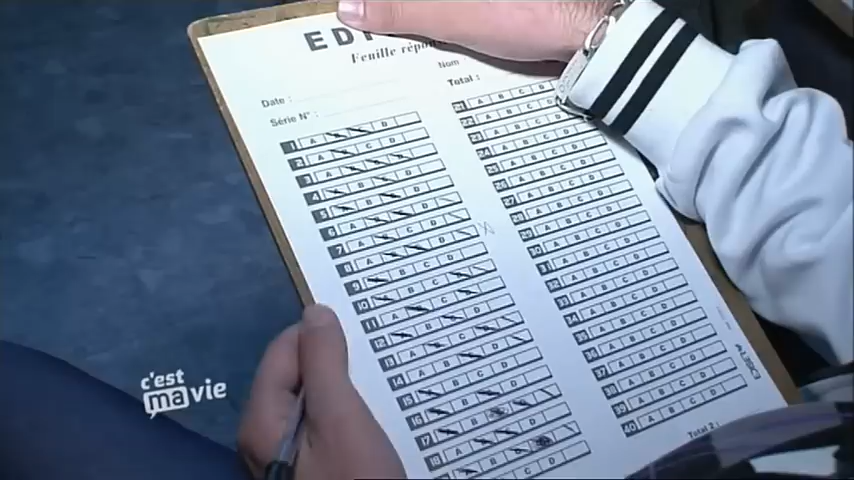 EDI
Feuille répon
Nom
Total :
Date :
Série N° :
1 A B C D
2 A B C D
3 A B C D
4 A B C D
5 A B C D
6 A B C D
7 A B C D
8 A B C D
9 A B C D
10 A B C D
11 A B C D
12 A B C D
13 A B C D
14 A B C D
15 A B C D
16 A B C D
17 A B C D
18 A B C D
21 A B C D
22 A B C D
23 A B C D
24 A B C D
25 A B C D
26 A B C D
27 A B C D
28 A B C D
29 A B C D
30 A B C D
31 A B C D
32 A B C D
33 A B C D
34 A B C D
35 A B C D
36 A B C D
37 A B C D
38 A B C D
39 A B C D
40 A B C D
Total 2 :
c'est
ma vie